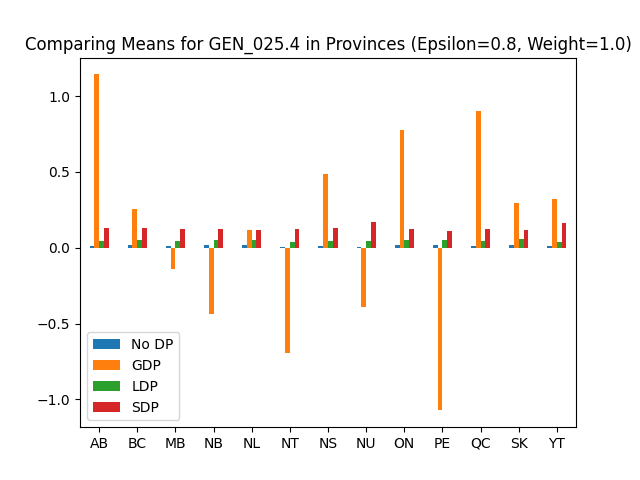 Comparing Means for GEN_025.4 in Provinces (Epsilon=0.8, Weight=1.0)
1.0
0.5
0.0
−0.5
−1.0
No DP
GDP
LDP
SDP
AB BC MB NB NL NT NS NU ON PE QC SK YT